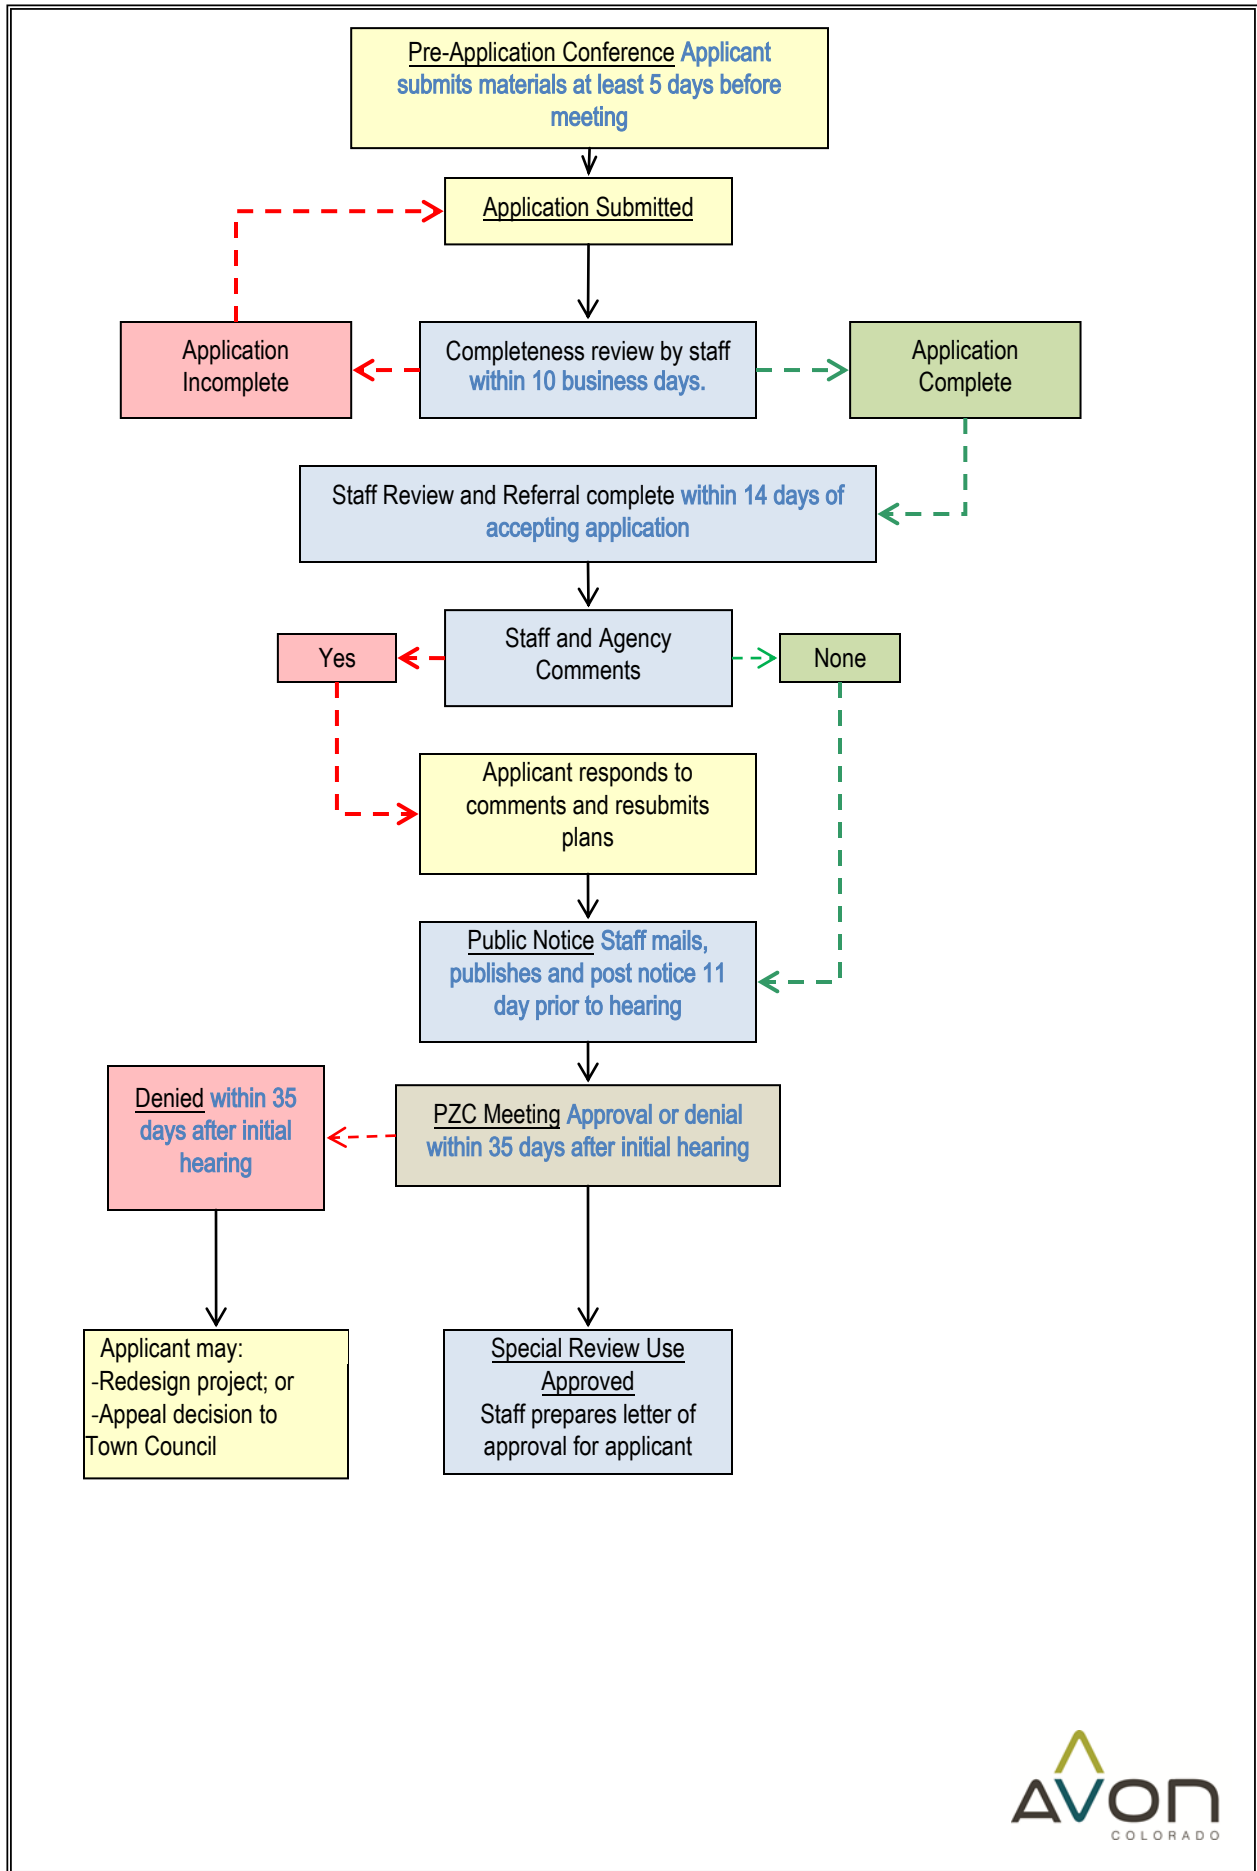 Pre-Application Conference Applicant
submits materials at least 5 days before
meeting
Application Submitted
Application
Incomplete
Completeness review by staff
within 10 business days.
Application
Complete
Staff Review and Referral complete within 14 days of
accepting application
Yes
Staff and Agency
Comments
None
Applicant responds to
comments and resubmits
plans
Public Notice Staff mails,
publishes and post notice 11
day prior to hearing
Denied within 35
days after initial
hearing
PZC Meeting Approval or denial
within 35 days after initial hearing
Applicant may:
-Redesign project; or
-Appeal decision to
Town Council
Special Review Use
Approved
Staff prepares letter of
approval for applicant
AVON
COLORADO